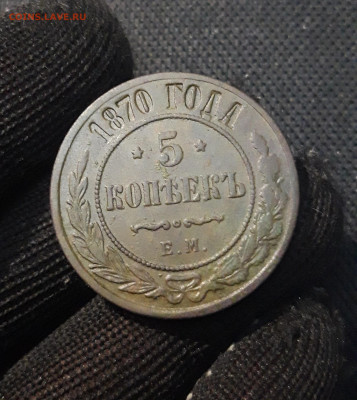 COINS.LAVE.RU
1870 ГОДА
* 5 *
КОПѢЕКЪ
Е.М.